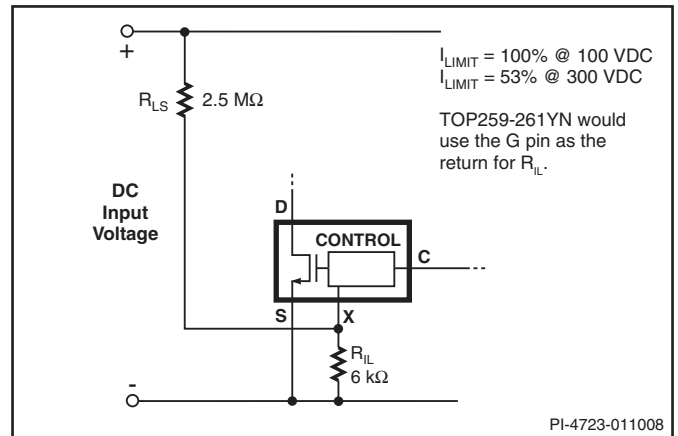 +
I_LIMIT = 100% @ 100 VDC
I_LIMIT = 53% @ 300 VDC
TOP259-261YN would
use the G pin as the
return for R_IL.
R_LS 2.5 MΩ
DC
Input
Voltage
D
CONTROL
C
S
X
R_IL
6 kΩ
-
PI-4723-011008